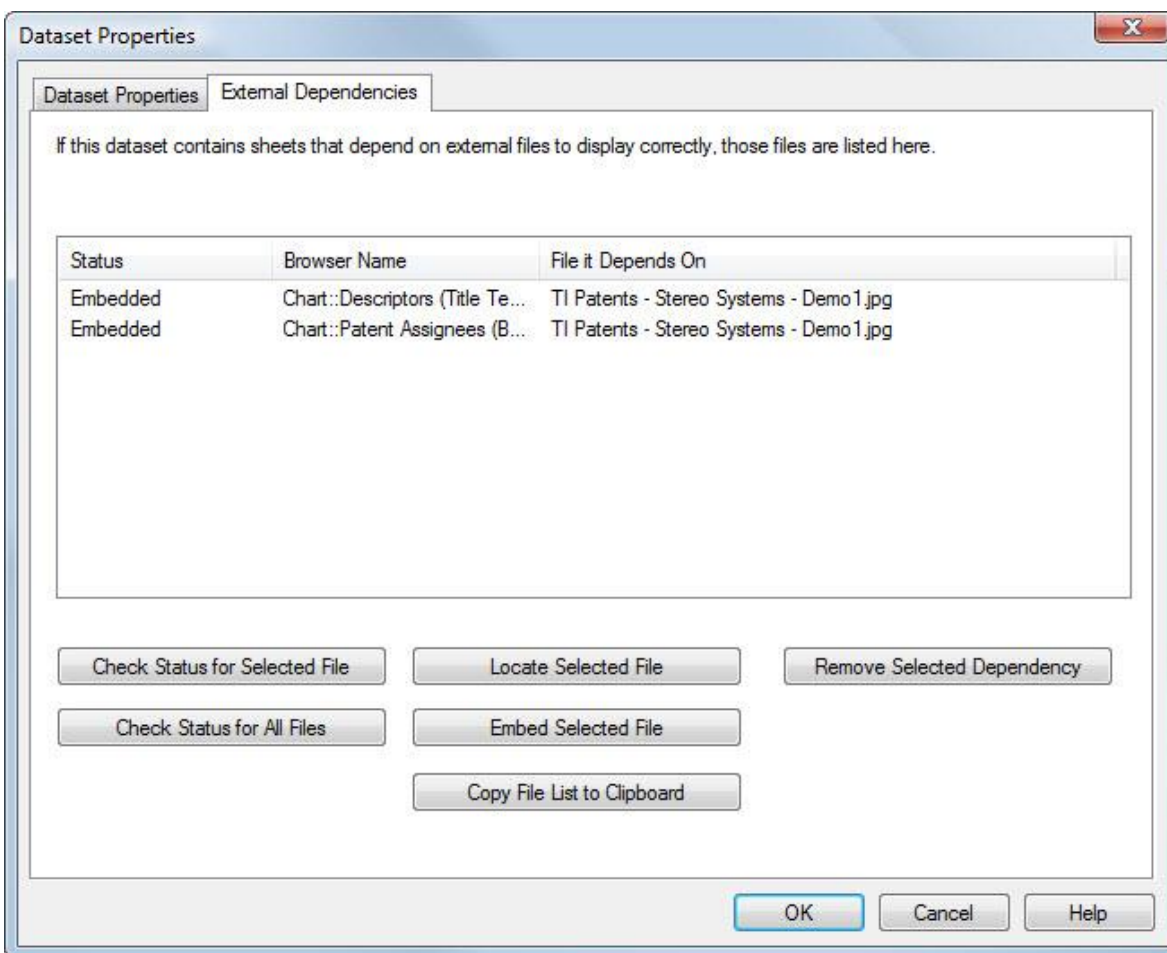 Dataset Properties
Dataset Properties External Dependencies
If this dataset contains sheets that depend on external files to display correctly, those files are listed here.
Status Browser Name File it Depends On
Embedded Chart::Descriptors (Title Te... TI Patents - Stereo Systems - Demo1.jpg
Embedded Chart::Patent Assignees (B... TI Patents - Stereo Systems - Demo1.jpg
Check Status for Selected File Locate Selected File Remove Selected Dependency
Check Status for All Files Embed Selected File
Copy File List to Clipboard
OK Cancel Help